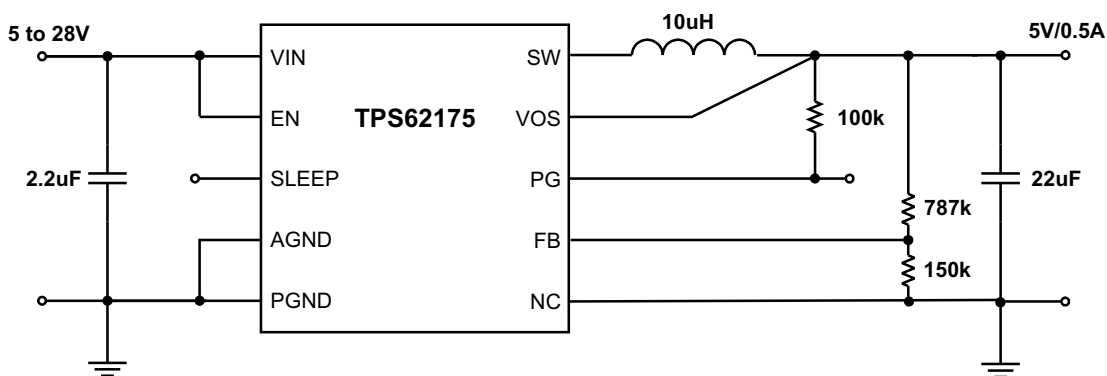 10uH
5 to 28V
5V/0.5A
VIN
SW
EN
TPS62175
VOS
100k
2.2uF
SLEEP
PG
22uF
787k
AGND
FB
150k
PGND
NC